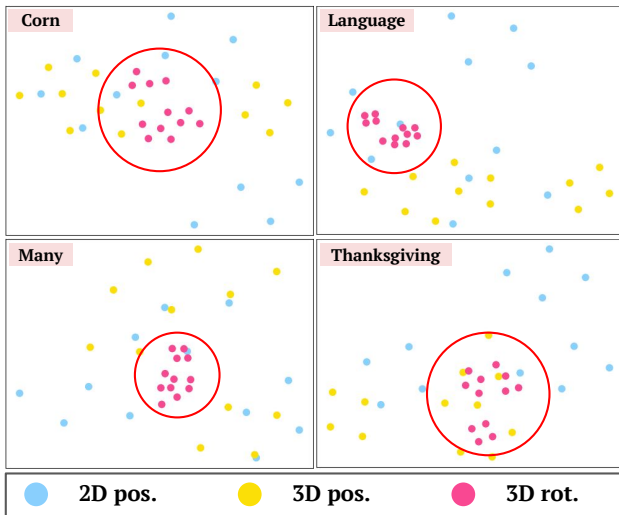 Corn
Language
Many
Thanksgiving
2D pos.
3D pos.
3D rot.